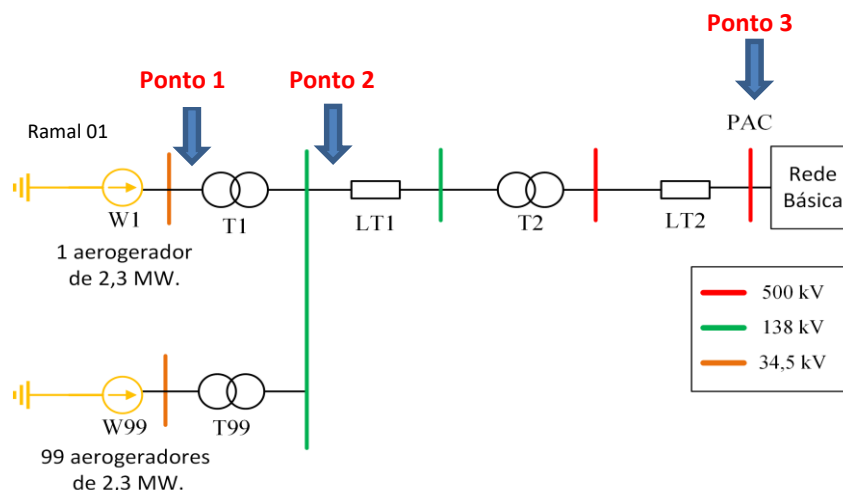 Ponto 3
Ponto 1
Ponto 2
PAC
Ramal 01
Rede
Básica
W1
T1
LT1
T2
LT2
1 aerogerador
de 2,3 MW.
500 kV
138 kV
34,5 kV
W99
T99
99 aerogeradores
de 2.3 MW.